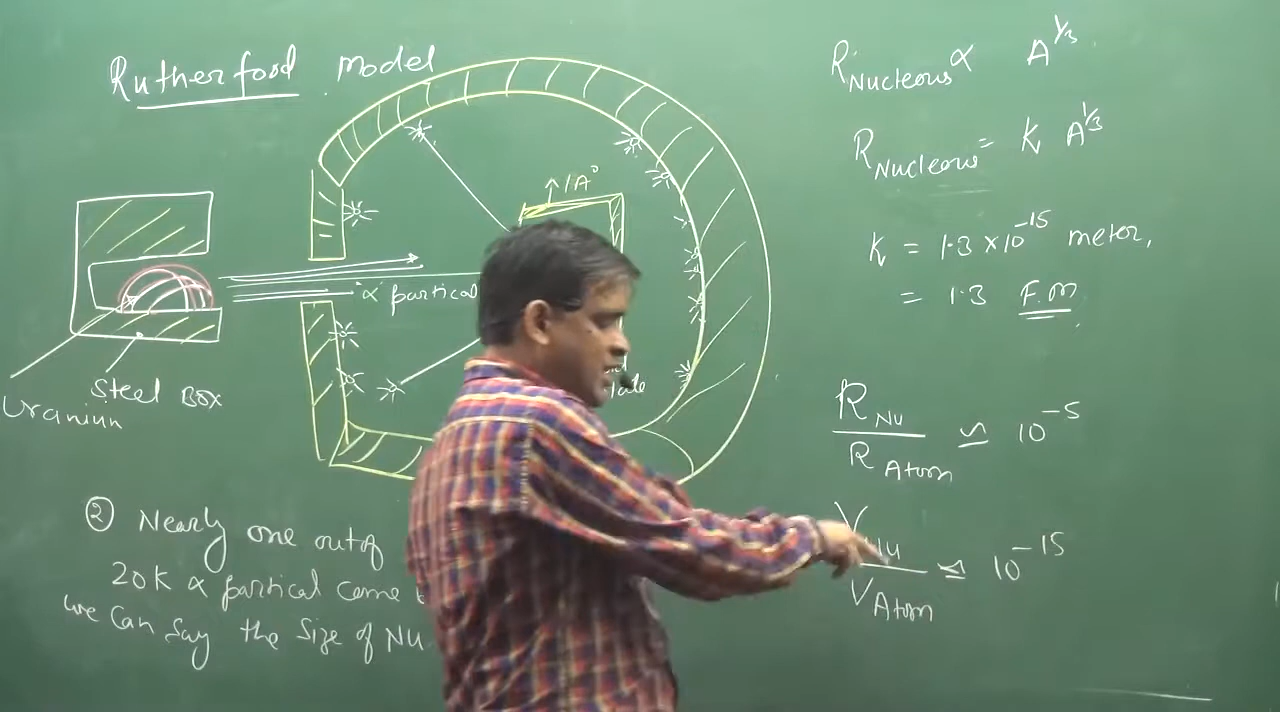 Rutherfood model
1A°
"α" partical
Steel Box
Uranium
② Nearly one out of
20K α partical came
we can say the size of NU
R Nucleous ∝ A^1/3
R Nucleous = K A^1/3
K = 1.3 × 10^-15 meter,
= 1.3 F.M
R NU / R Atom ≃ 10^-5
V NU / V Atom ≃ 10^-15